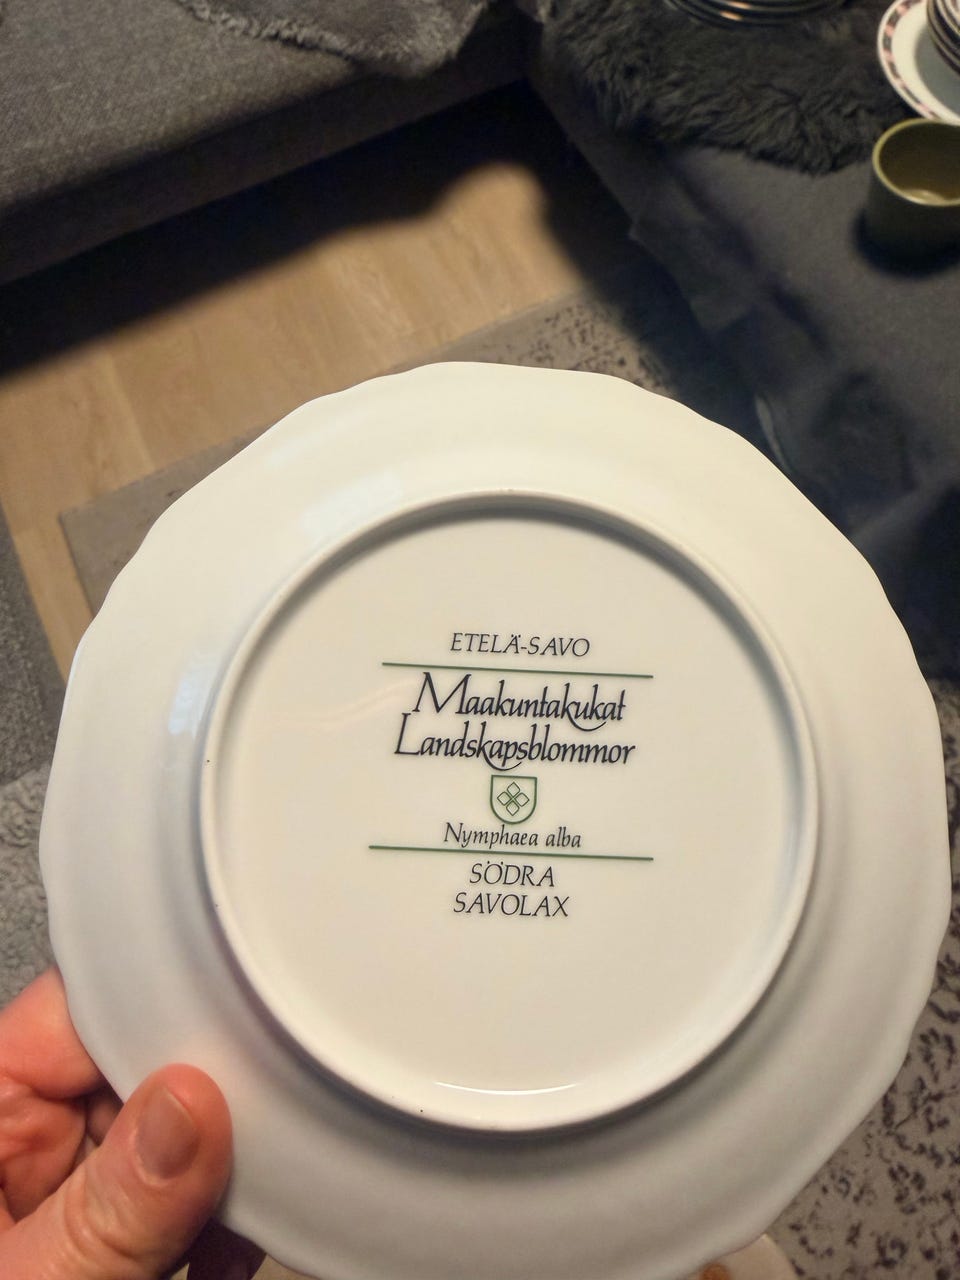 ETELÄ-SAVO
Maakuntakukat
Landskapsblommor
Nymphaea alba
SÖDRA
SAVOLAX